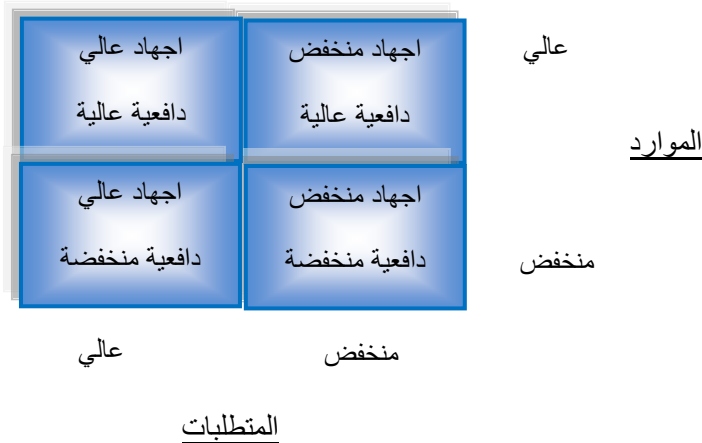 عالي
اجهاد منخفض
دافعية عالية
اجهاد عالي
دافعية عالية
الموارد
منخفض
اجهاد منخفض
دافعية منخفضة
اجهاد عالي
دافعية منخفضة
منخفض
عالي
المتطلبات